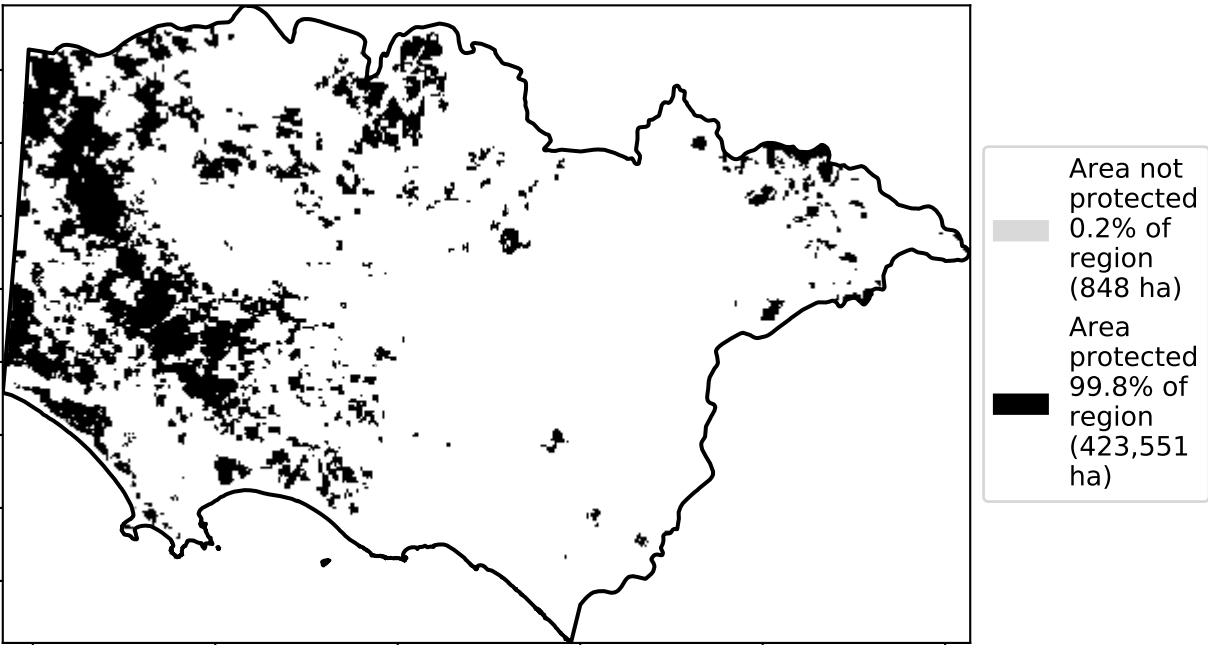 Area not
protected
0.2% of
region
(848 ha)
Area
protected
99.8% of
region
(423,551
ha)